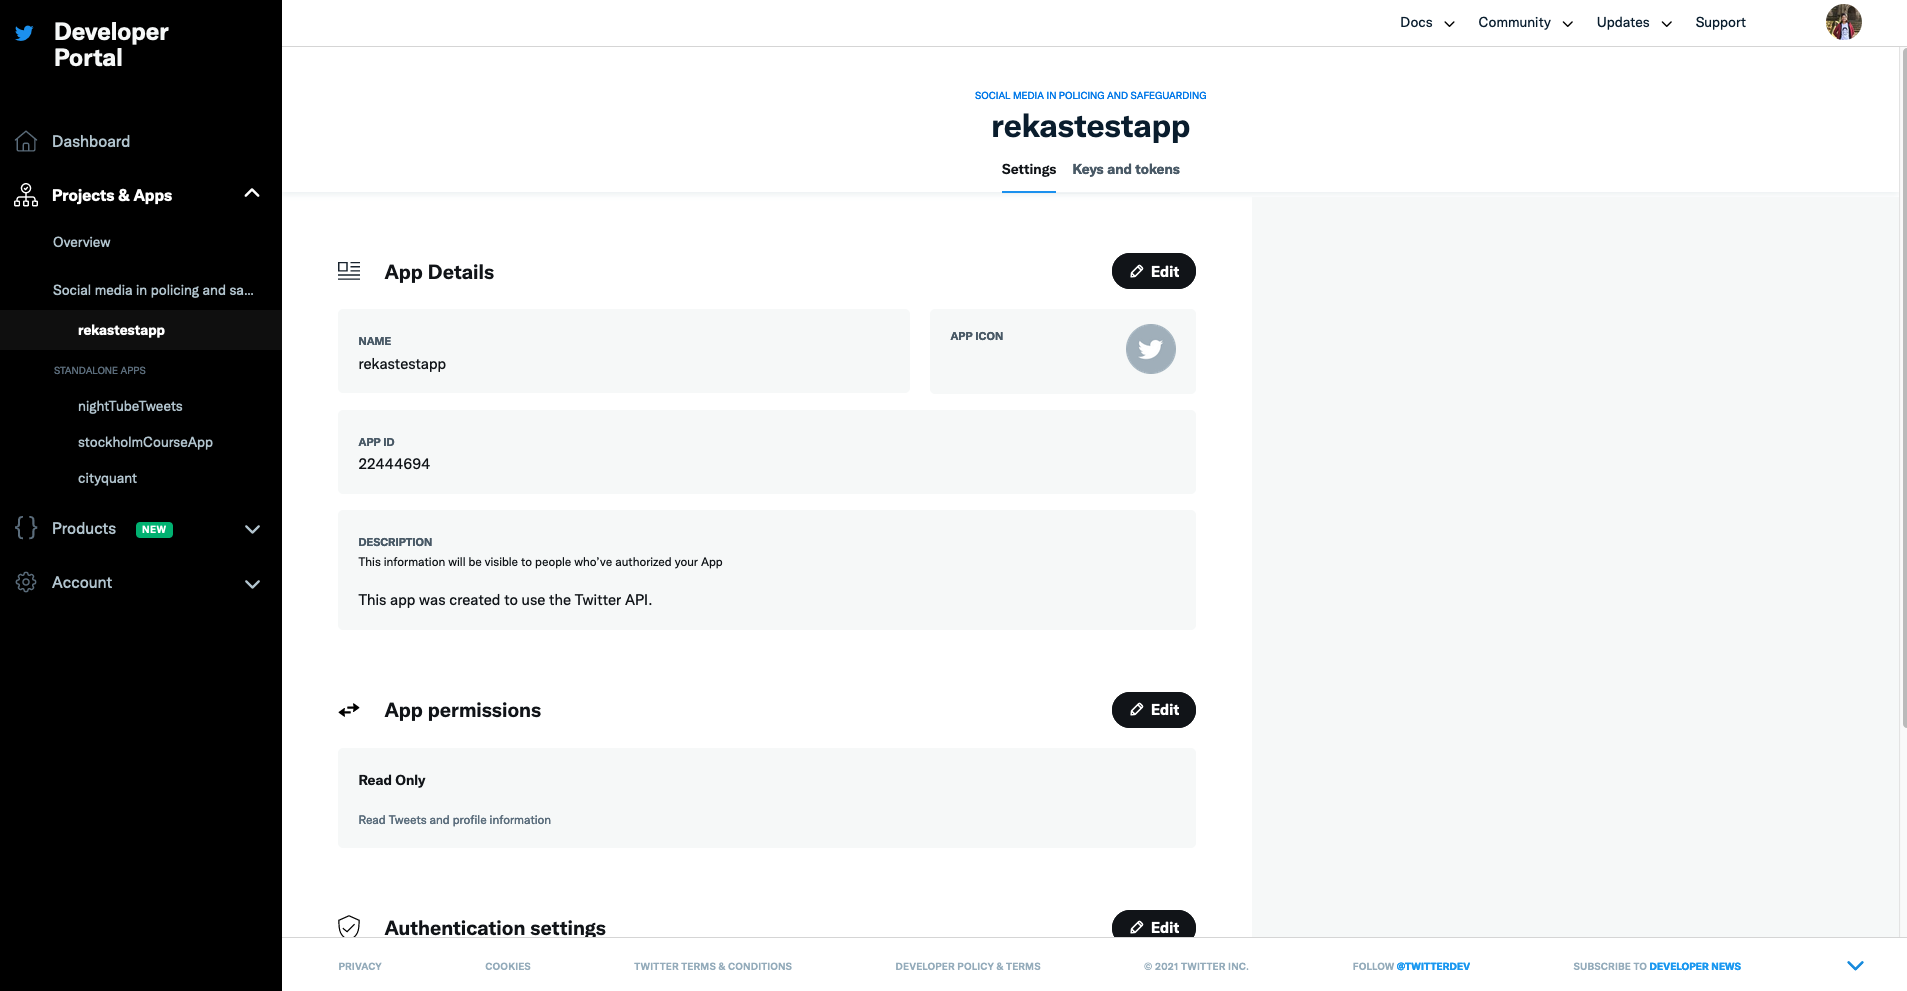 Developer
Portal
Docs
Community
Updates
Support
Dashboard
Projects & Apps
Overview
Social media in policing and sa...
rekastestapp
STANDALONE APPS
nightTubeTweets
stockholmCourseApp
cityquant
Products NEW
Account
SOCIAL MEDIA IN POLICING AND SAFEGUARDING
rekastestapp
Settings
Keys and tokens
App Details
Edit
NAME
rekastestapp
APP ICON
APP ID
22444694
DESCRIPTION
This information will be visible to people who've authorized your App
This app was created to use the Twitter API.
App permissions
Edit
Read Only
Read Tweets and profile information
Authentication settings
Edit
PRIVACY
COOKIES
TWITTER TERMS & CONDITIONS
DEVELOPER POLICY & TERMS
© 2021 TWITTER INC.
FOLLOW @TWITTERDEV
SUBSCRIBE TO DEVELOPER NEWS